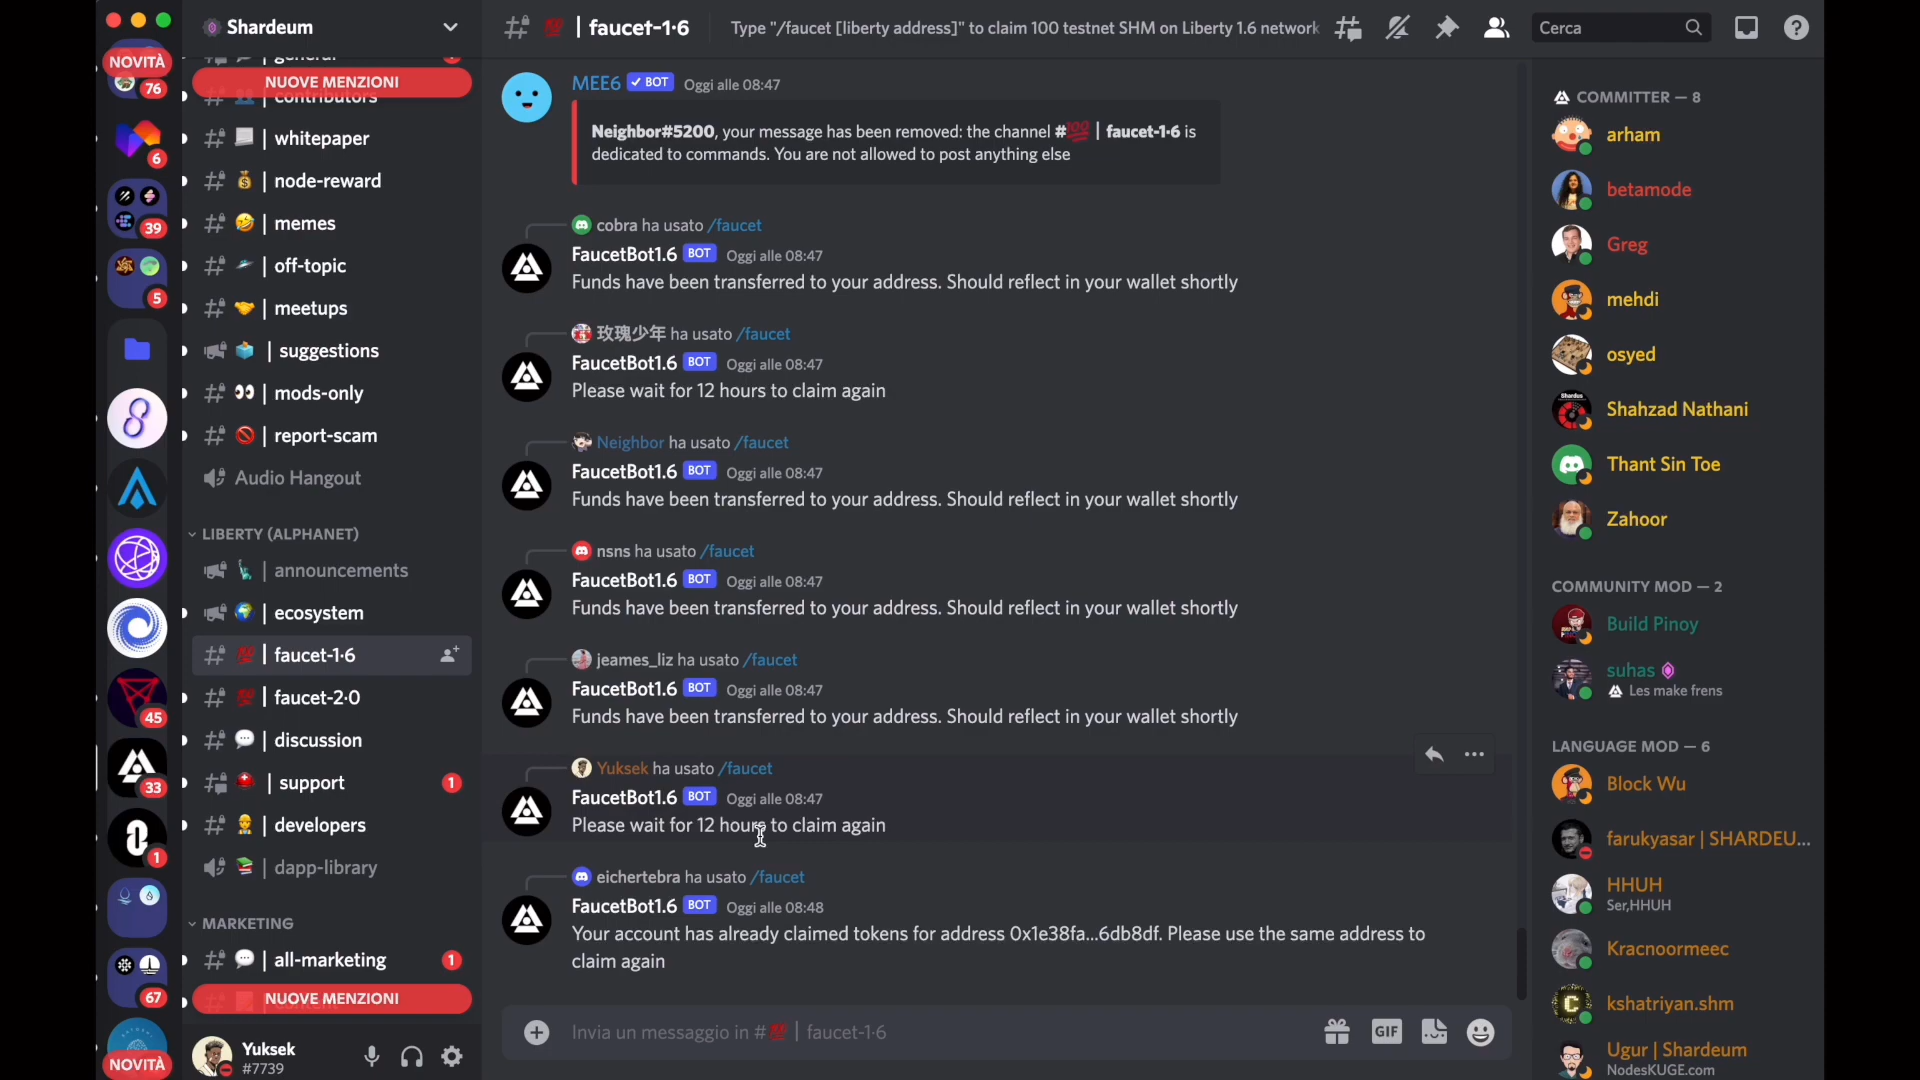 NOVITÀ
76
6
39
5
45
33
1
67
NOVITÀ
Shardeum
general
NUOVE MENZIONI
contributors
whitepaper
node-reward
memes
off-topic
meetups
suggestions
mods-only
report-scam
Audio Hangout
LIBERTY (ALPHANET)
announcements
ecosystem
faucet-1·6
faucet-2·0
discussion
support 1
developers
dapp-library
MARKETING
all-marketing 1
NUOVE MENZIONI
Yuksek
#7739
faucet-1·6 Type "/faucet [liberty address]" to claim 100 testnet SHM on Liberty 1.6 network
Cerca
MEE6 BOT Oggi alle 08:47
Neighbor#5200, your message has been removed: the channel #💯 | faucet-1·6 is
dedicated to commands. You are not allowed to post anything else
cobra ha usato /faucet
FaucetBot1.6 BOT Oggi alle 08:47
Funds have been transferred to your address. Should reflect in your wallet shortly
玫瑰少年 ha usato /faucet
FaucetBot1.6 BOT Oggi alle 08:47
Please wait for 12 hours to claim again
Neighbor ha usato /faucet
FaucetBot1.6 BOT Oggi alle 08:47
Funds have been transferred to your address. Should reflect in your wallet shortly
nsns ha usato /faucet
FaucetBot1.6 BOT Oggi alle 08:47
Funds have been transferred to your address. Should reflect in your wallet shortly
jeames_liz ha usato /faucet
FaucetBot1.6 BOT Oggi alle 08:47
Funds have been transferred to your address. Should reflect in your wallet shortly
Yuksek ha usato /faucet
FaucetBot1.6 BOT Oggi alle 08:47
Please wait for 12 hours to claim again
eichertebra ha usato /faucet
FaucetBot1.6 BOT Oggi alle 08:48
Your account has already claimed tokens for address 0x1e38fa...6db8df. Please use the same address to
claim again
Invia un messaggio in #💯 | faucet-1·6
GIF
COMMITTER — 8
arham
betamode
Greg
mehdi
osyed
Shahzad Nathani
Thant Sin Toe
Zahoor
COMMUNITY MOD — 2
Build Pinoy
suhas
Les make frens
LANGUAGE MOD — 6
Block Wu
farukyasar | SHARDEU...
HHUH
Ser,HHUH
Kracnoormeec
kshatriyan.shm
Ugur | Shardeum
NodesKUGE.com